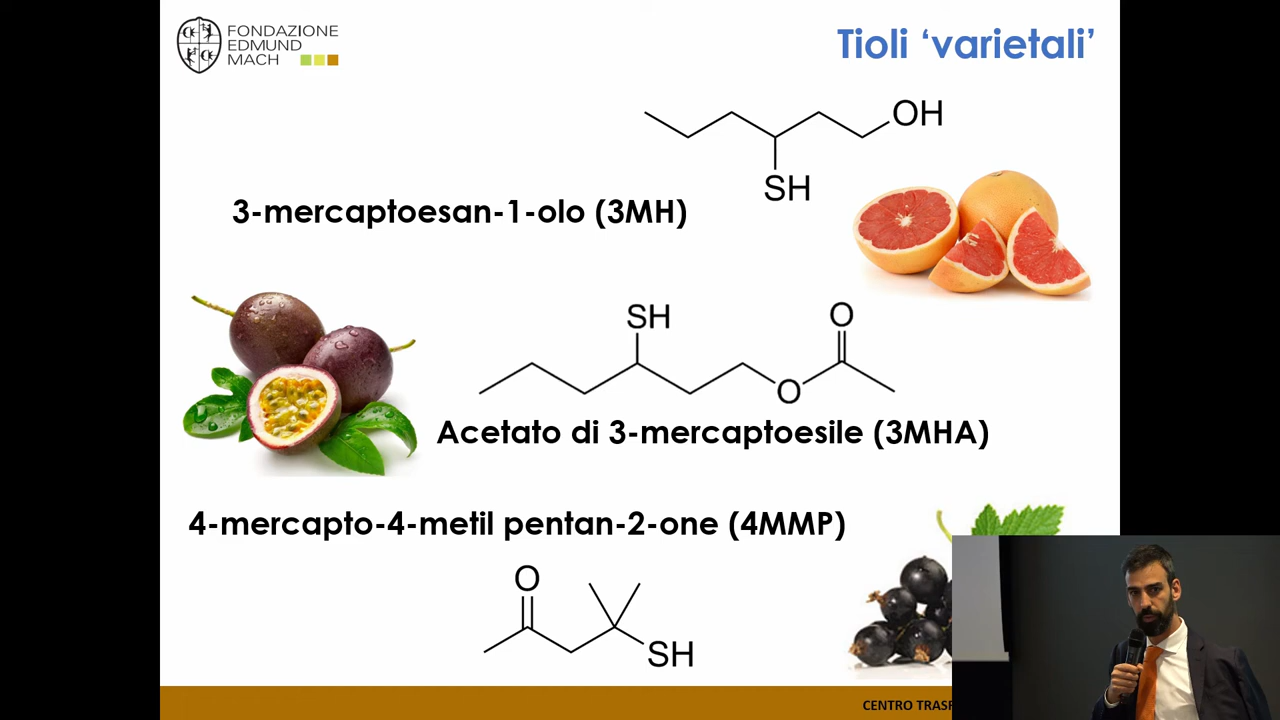 FONDAZIONE
EDMUND
MACH
Tioli ‘varietali’
OH
SH
3-mercaptoesan-1-olo (3MH)
SH
O
O
Acetato di 3-mercaptoesile (3MHA)
4-mercapto-4-metil pentan-2-one (4MMP)
O
SH
CENTRO